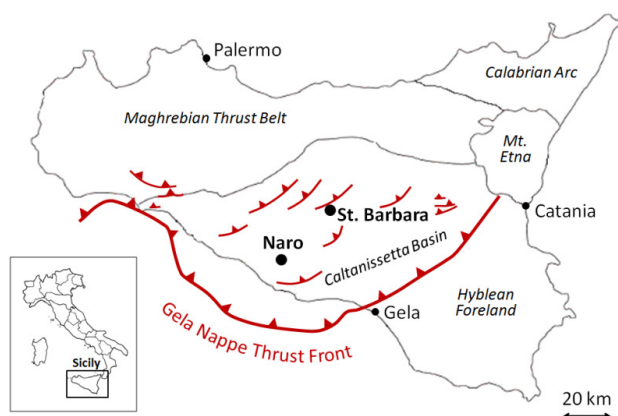 Palermo
Calabrian Arc
Maghrebian Thrust Belt
Mt.
Etna
St. Barbara
Catania
Naro
Caltanissetta Basin
Hyblean
Foreland
Gela
Gela Nappe Thrust Front
Sicily
20 km